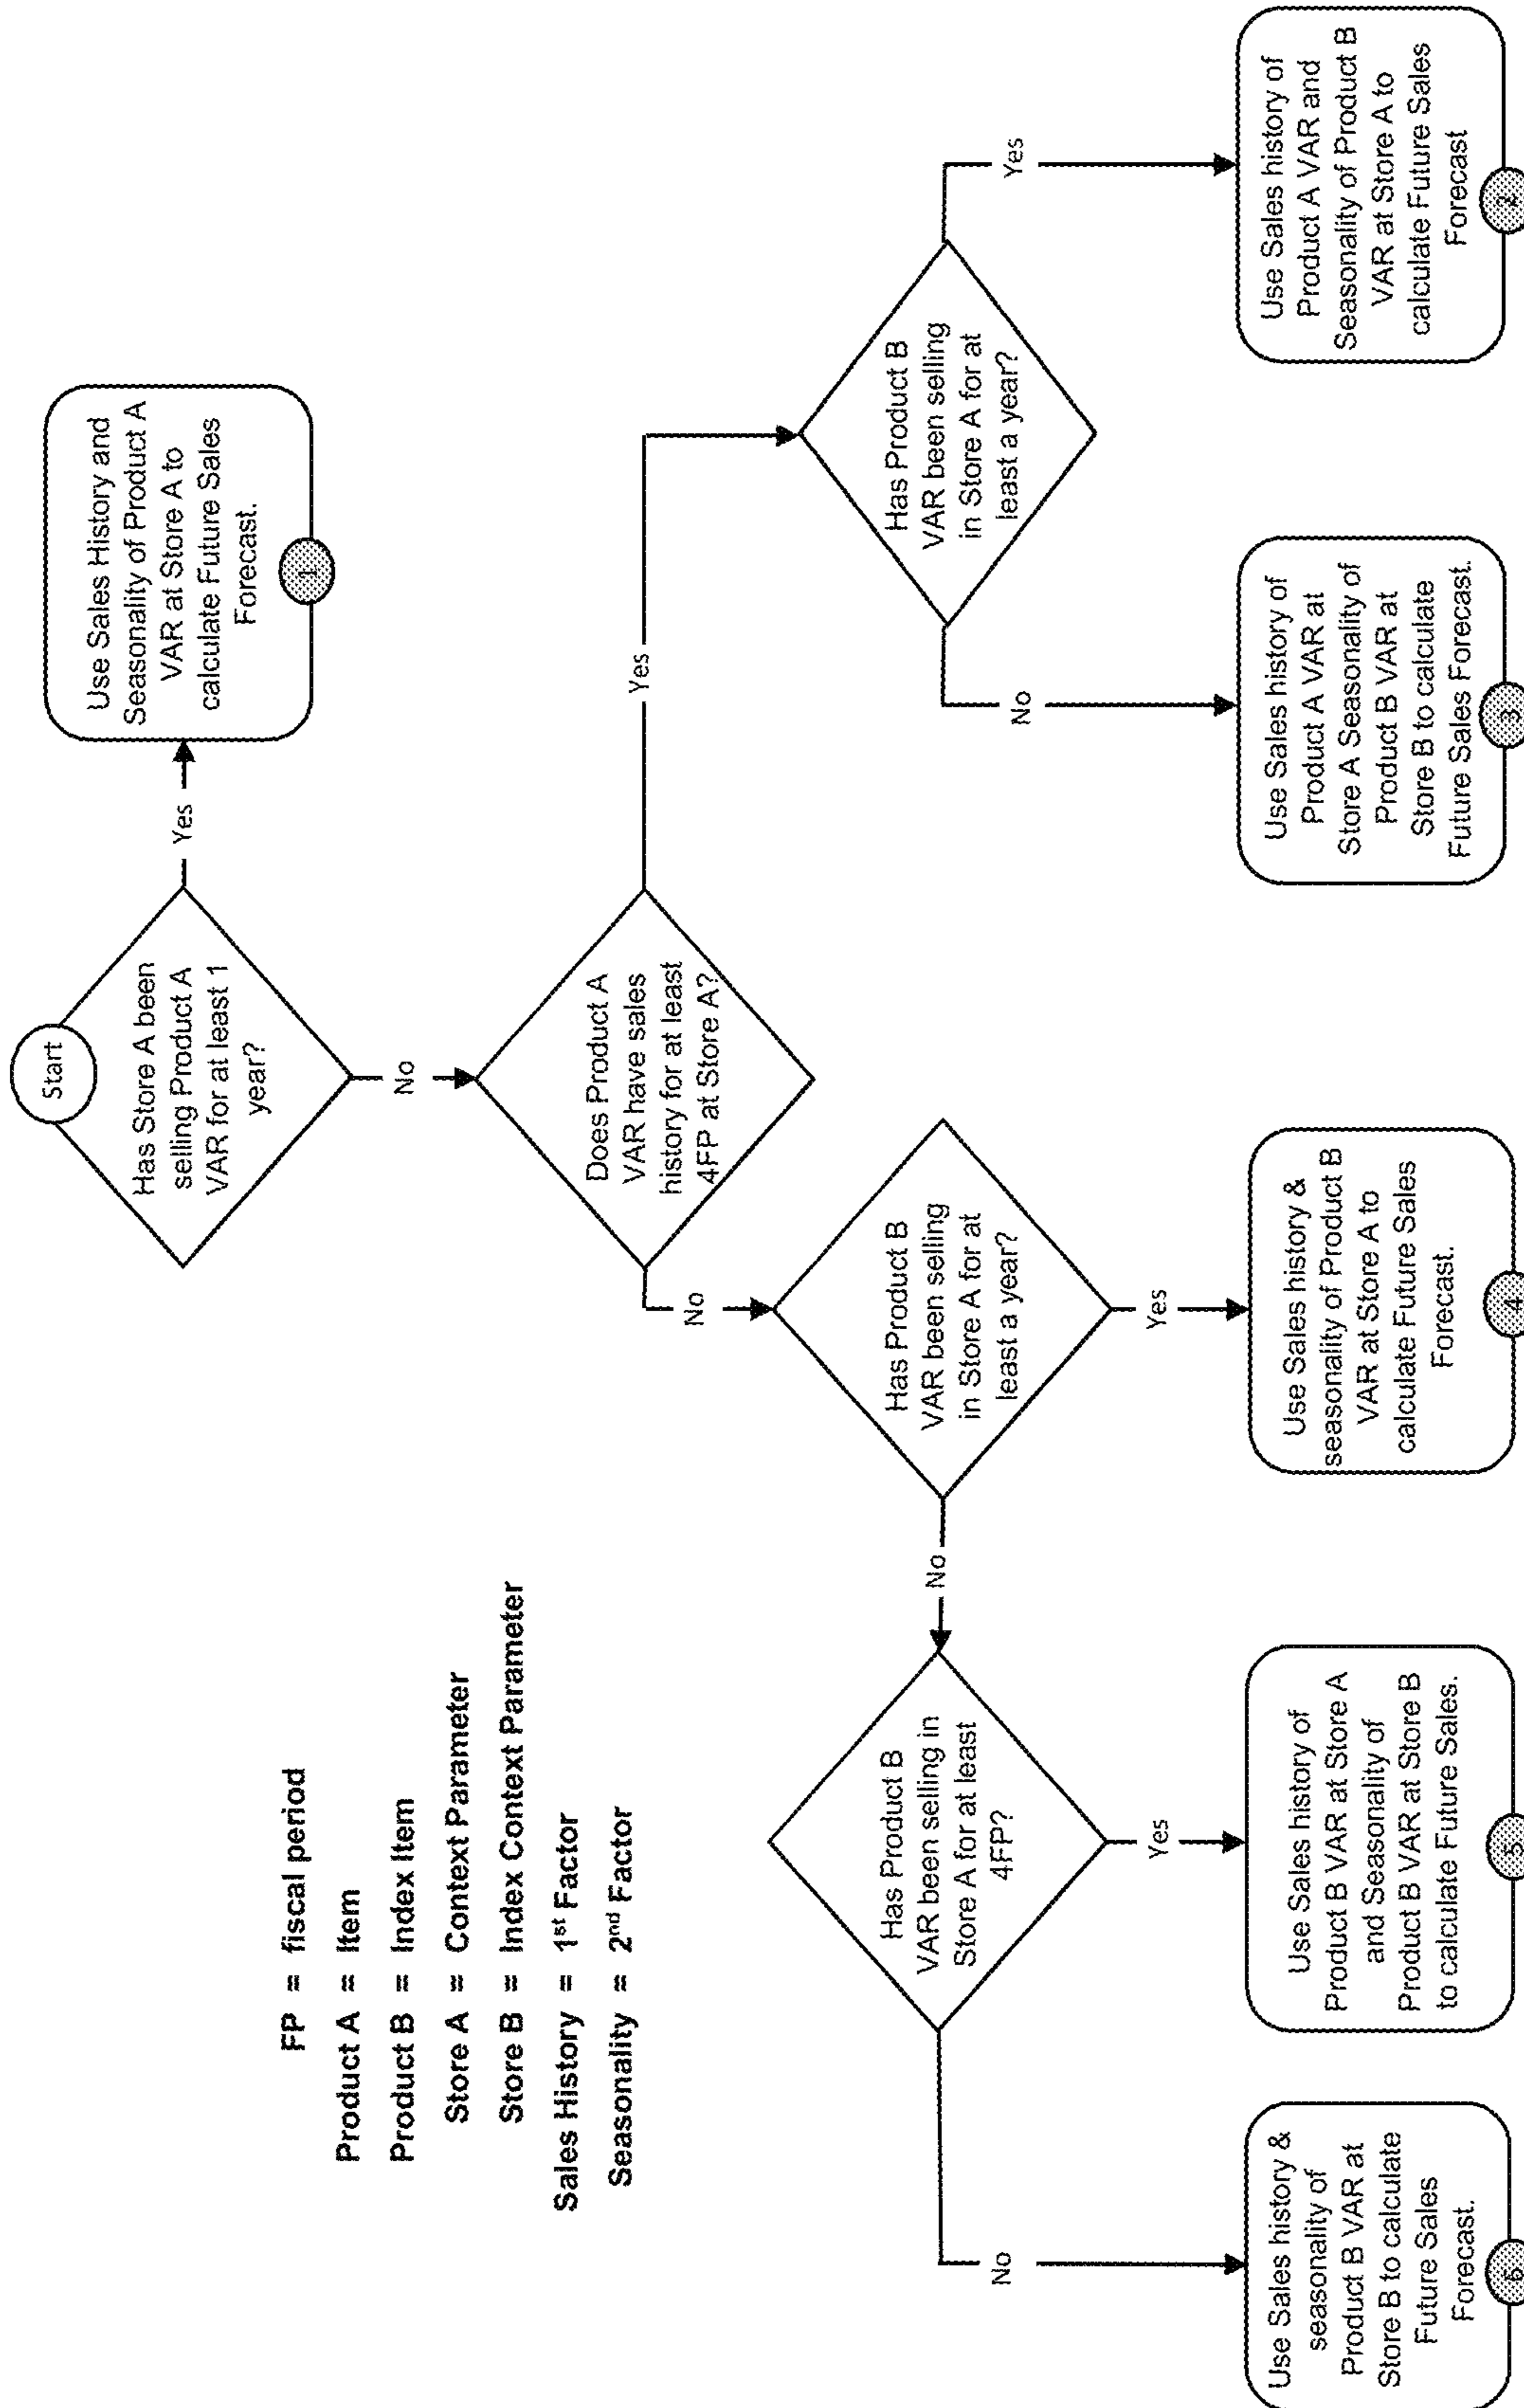 Start
Has Store A been
selling Product A
VAR for at least 1
year?
Yes
Use Sales History and
Seasonality of Product A
VAR at Store A to
calculate Future Sales
Forecast.
1
No
FP = fiscal period
Product A = Item
Product B = Index Item
Store A = Context Parameter
Store B = Index Context Parameter
Sales History = 1st Factor
Seasonality = 2nd Factor
Does Product A
VAR have sales
history for at least
4FP at Store A?
Yes
No
Has Product B
VAR been selling in
Store A for at least
4FP?
No
Has Product B
VAR been selling
in Store A for at
least a year?
Has Product B
VAR been selling
in Store A for at
least a year?
No
Yes
Yes
No
Yes
Use Sales history &
seasonality of
Product B VAR at
Store B to calculate
Future Sales
Forecast.
6
Use Sales history of
Product B VAR at Store A
and Seasonality of
Product B VAR at Store B
to calculate Future Sales.
5
Use Sales history &
seasonality of Product B
VAR at Store A to
calculate Future Sales
Forecast.
4
Use Sales history of
Product A VAR at
Store A Seasonality of
Product B VAR at
Store B to calculate
Future Sales Forecast.
3
Use Sales history of
Product A VAR and
Seasonality of Product B
VAR at Store A to
calculate Future Sales
Forecast
2